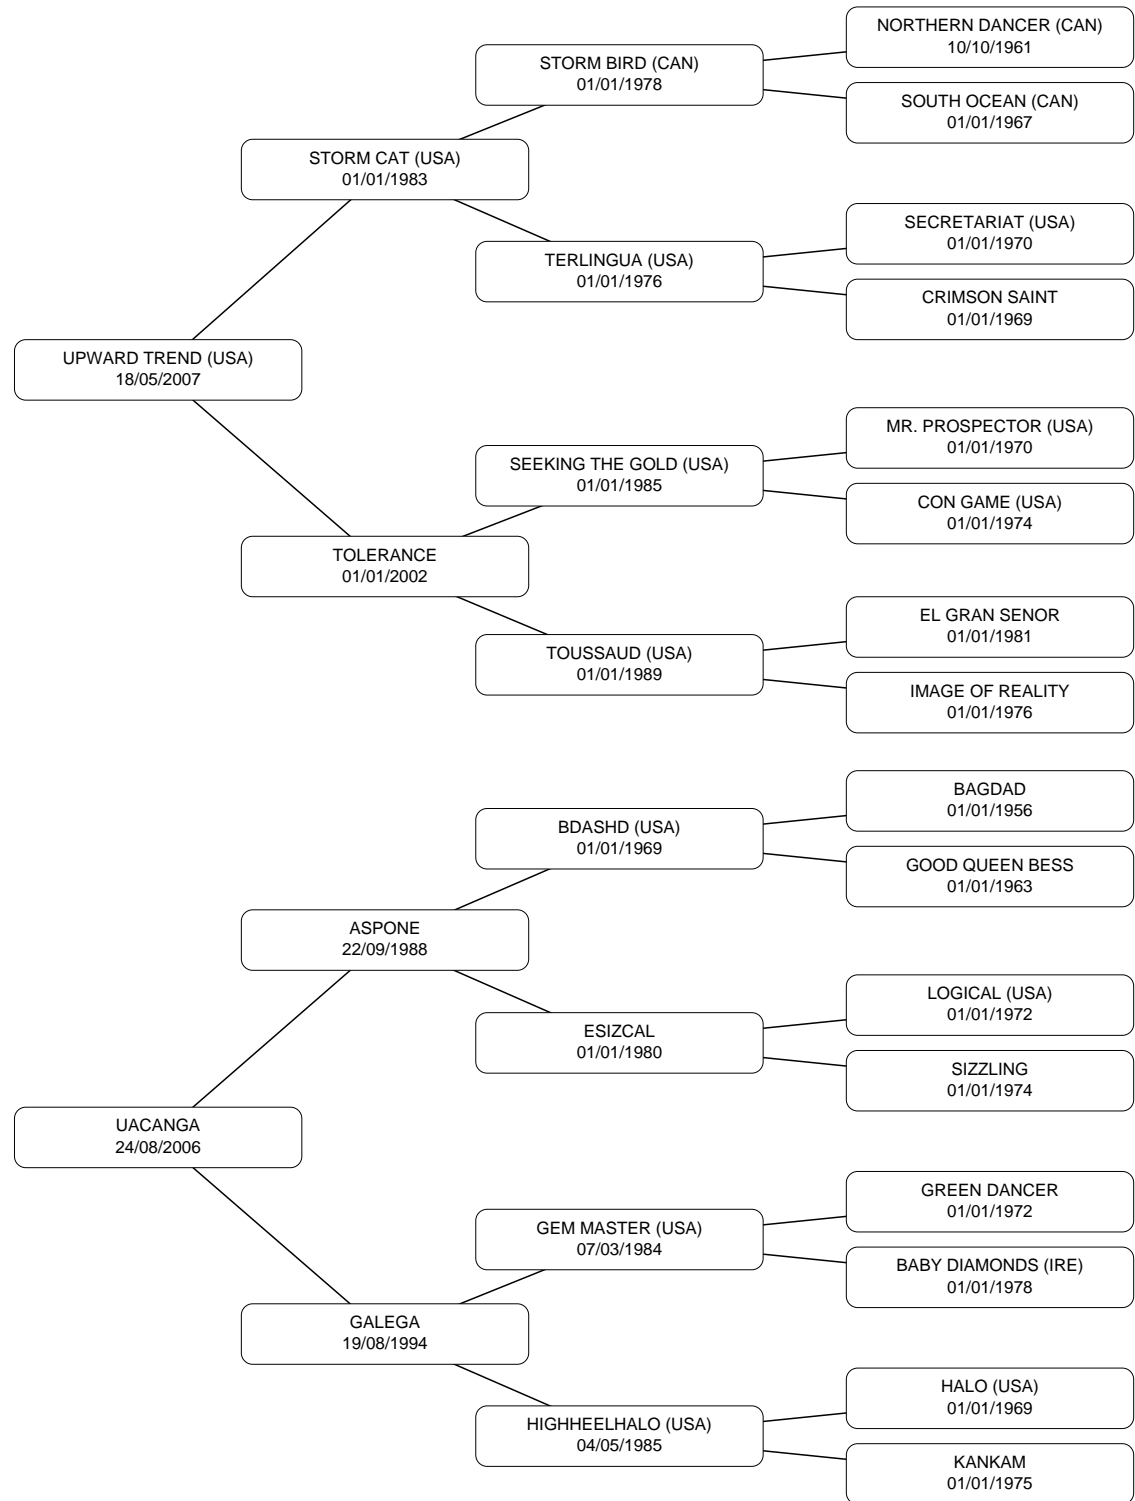 NORTHERN DANCER (CAN)
10/10/1961
STORM BIRD (CAN)
01/01/1978
SOUTH OCEAN (CAN)
01/01/1967
STORM CAT (USA)
01/01/1983
SECRETARIAT (USA)
01/01/1970
TERLINGUA (USA)
01/01/1976
CRIMSON SAINT
01/01/1969
UPWARD TREND (USA)
18/05/2007
MR. PROSPECTOR (USA)
01/01/1970
SEEKING THE GOLD (USA)
01/01/1985
CON GAME (USA)
01/01/1974
TOLERANCE
01/01/2002
EL GRAN SENOR
01/01/1981
TOUSSAUD (USA)
01/01/1989
IMAGE OF REALITY
01/01/1976
BAGDAD
01/01/1956
BDASHD (USA)
01/01/1969
GOOD QUEEN BESS
01/01/1963
ASPONE
22/09/1988
LOGICAL (USA)
01/01/1972
ESIZCAL
01/01/1980
SIZZLING
01/01/1974
UACANGA
24/08/2006
GREEN DANCER
01/01/1972
GEM MASTER (USA)
07/03/1984
BABY DIAMONDS (IRE)
01/01/1978
GALEGA
19/08/1994
HALO (USA)
01/01/1969
HIGHHEELHALO (USA)
04/05/1985
KANKAM
01/01/1975